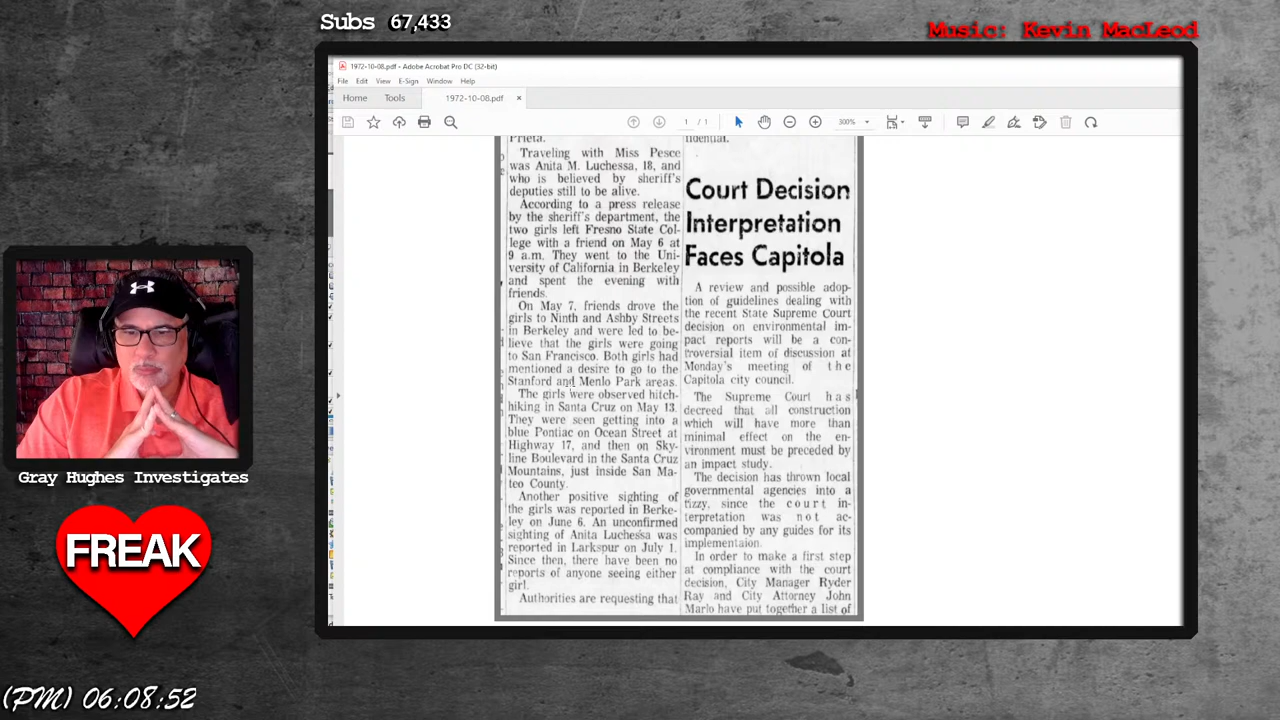 Subs 67,433
Music: Kevin MacLeod
1972-10-08.pdf - Adobe Acrobat Pro DC (32-bit)
File Edit View E-Sign Window Help
Home Tools 1972-10-08.pdf ×
1 / 1 300%
Prieta.
Traveling with Miss Pesce
was Anita M. Luchessa, 18, and
who is believed by sheriff's
deputies still to be alive.
According to a press release
by the sheriff's department, the
two girls left Fresno State Col-
lege with a friend on May 6 at
9 a.m. They went to the Uni-
versity of California in Berkeley
and spent the evening with
friends.
On May 7, friends drove the
girls to Ninth and Ashby Streets
in Berkeley and were led to be-
lieve that the girls were going
to San Francisco. Both girls had
mentioned a desire to go to the
Stanford and Menlo Park areas.
The girls were observed hitch-
hiking in Santa Cruz on May 13.
They were seen getting into a
blue Pontiac on Ocean Street at
Highway 17, and then on Sky-
line Boulevard in the Santa Cruz
Mountains, just inside San Ma-
teo County.
Another positive sighting of
the girls was reported in Berke-
ley on June 6. An unconfirmed
sighting of Anita Luchessa was
reported in Larkspur on July 1.
Since then, there have been no
reports of anyone seeing either
girl.
Authorities are requesting that
fidential.
Court Decision
Interpretation
Faces Capitola
A review and possible adop-
tion of guidelines dealing with
the recent State Supreme Court
decision on environmental im-
pact reports will be a con-
troversial item of discussion at
Monday's meeting of the
Capitola city council.
The Supreme Court has
decreed that all construction
which will have more than
minimal effect on the en-
vironment must be preceded by
an impact study.
The decision has thrown local
governmental agencies into a
tizzy, since the court in-
terpretation was not ac-
companied by any guides for its
implementaion.
In order to make a first step
at compliance with the court
decision, City Manager Ryder
Ray and City Attorney John
Marlo have put together a list of
Gray Hughes Investigates
FREAK
(PM) 06:08:52